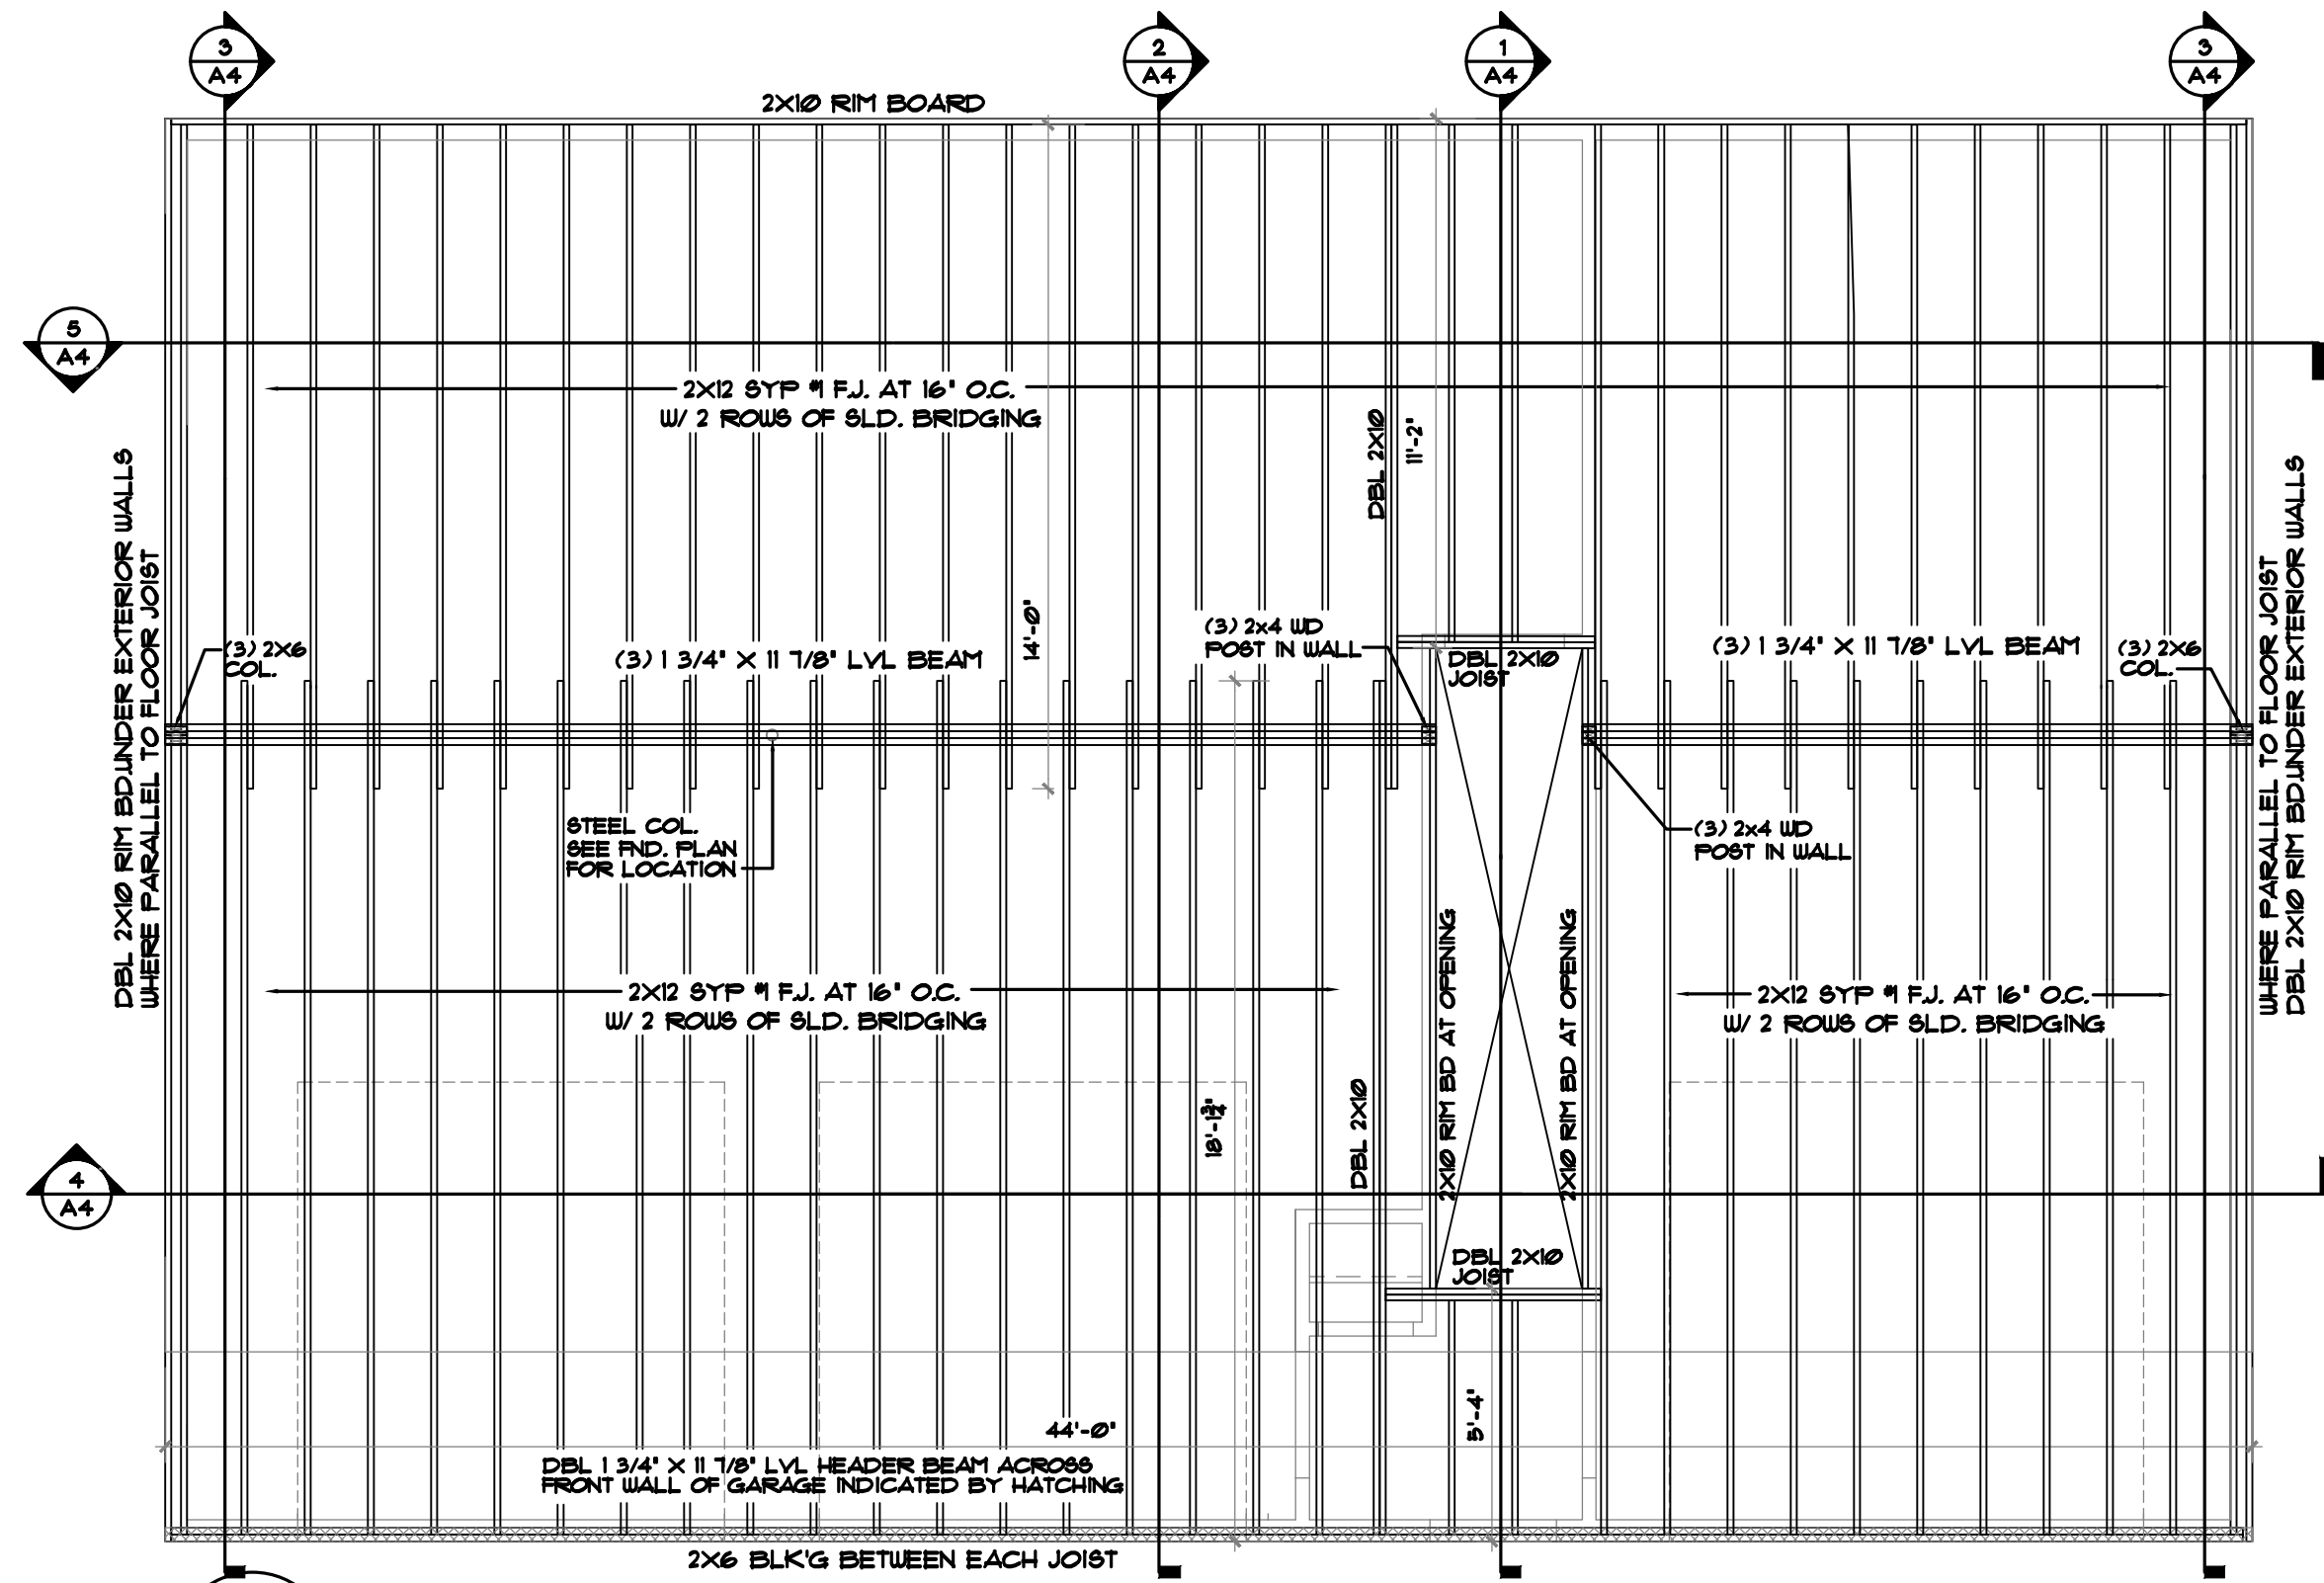 3
A4
2
A4
1
A4
3
A4
2X10 RIM BOARD
5
A4
2X12 SYP #1 F.J. AT 16" O.C.
W/ 2 ROWS OF SLD. BRIDGING
DBL 2X10
11'-2"
DBL 2X10 RIM BD.UNDER EXTERIOR WALLS
WHERE PARALLEL TO FLOOR JOIST
(3) 2X6
COL.
(3) 1 3/4" X 11 7/8" LVL BEAM
14'-0"
(3) 2x4 WD
POST IN WALL
DBL 2X10
JOIST
(3) 1 3/4" X 11 7/8" LVL BEAM
(3) 2X6
COL.
WHERE PARALLEL TO FLOOR JOIST
DBL 2X10 RIM BD.UNDER EXTERIOR WALLS
STEEL COL.
SEE FND. PLAN
FOR LOCATION
(3) 2x4 WD
POST IN WALL
2X12 SYP #1 F.J. AT 16" O.C.
W/ 2 ROWS OF SLD. BRIDGING
2X10 RIM BD AT OPENING
2X10 RIM BD AT OPENING
2X12 SYP #1 F.J. AT 16" O.C.
W/ 2 ROWS OF SLD. BRIDGING
18'-1 3/4"
DBL 2X10
4
A4
DBL 2X10
JOIST
5'-4"
44'-0"
DBL 1 3/4" X 11 7/8" LVL HEADER BEAM ACROSS
FRONT WALL OF GARAGE INDICATED BY HATCHING
2X6 BLK'G BETWEEN EACH JOIST